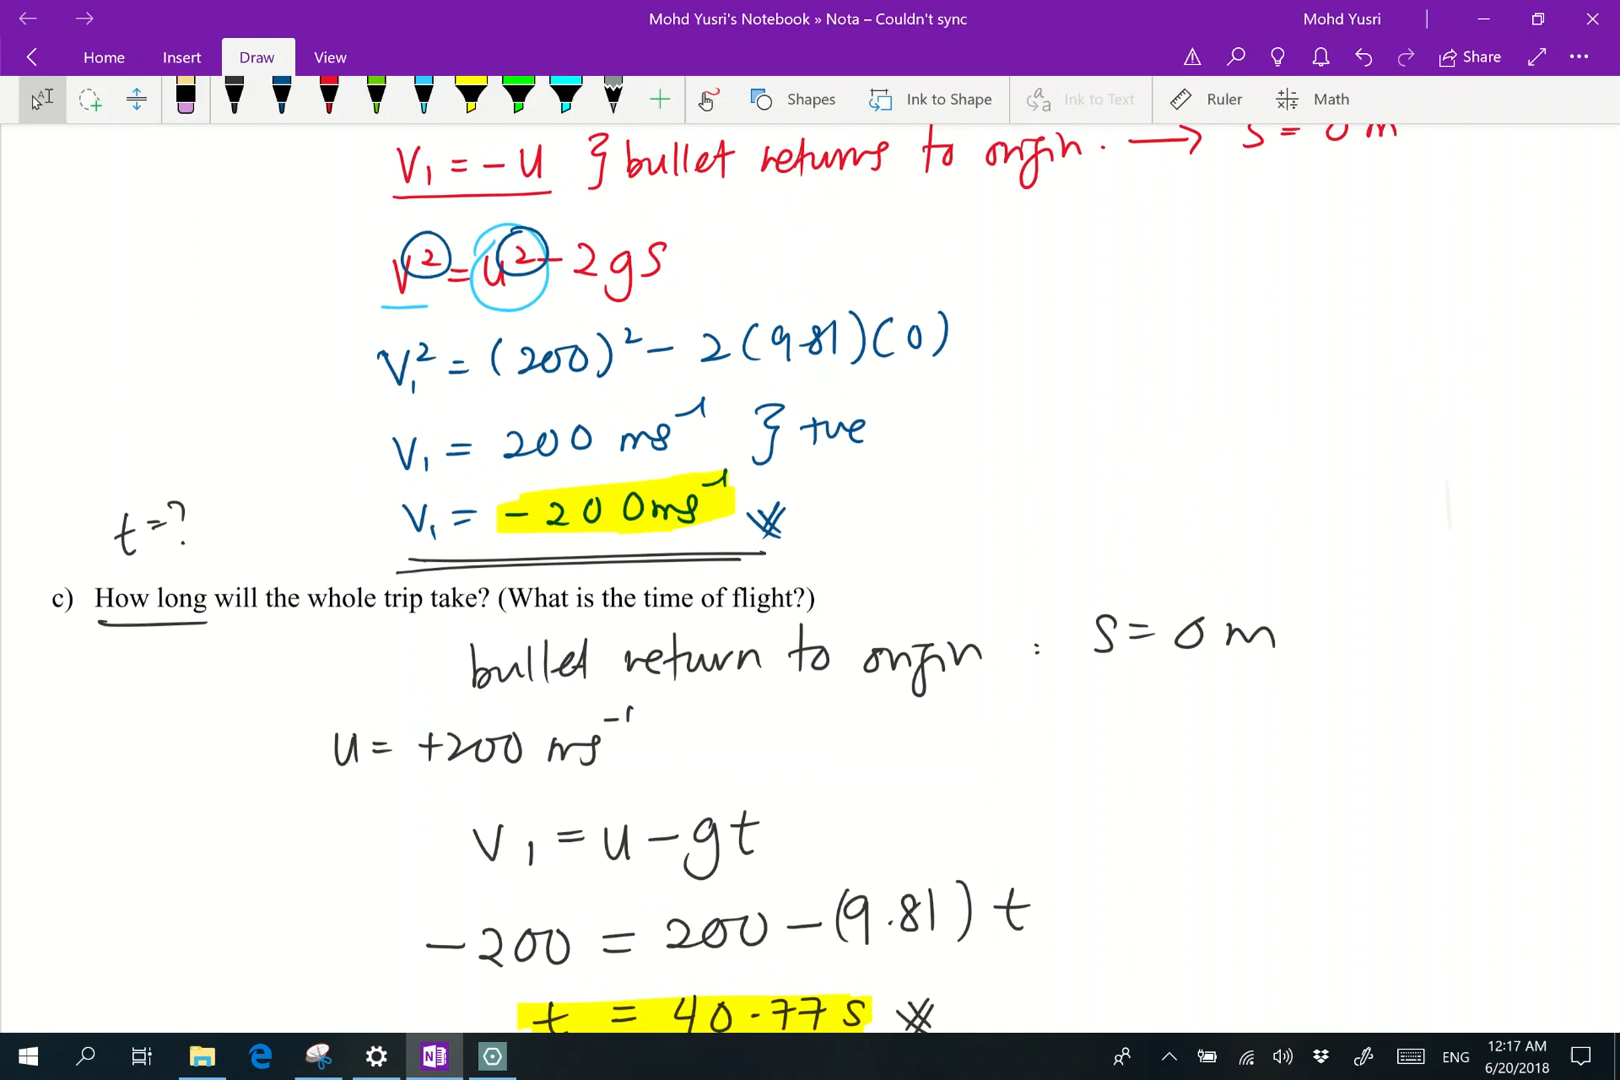 Mohd Yusri's Notebook » Nota – Couldn't sync
Mohd Yusri
Home Insert Draw View
Share
Shapes Ink to Shape Ink to Text Ruler Math
V₁ = – u } bullet returns to origin. → S = 0 m
v² = u² – 2gs
V₁² = (200)² – 2(9.81)(0)
V₁ = 200 ms⁻¹ } +ve
V₁ = – 200ms⁻¹
t = ?
c) How long will the whole trip take? (What is the time of flight?)
bullet return to origin : S = 0 m
u = +200 ms⁻¹
V₁ = u – gt
– 200 = 200 – (9.81) t
t = 40.77 s
ENG
12:17 AM
6/20/2018